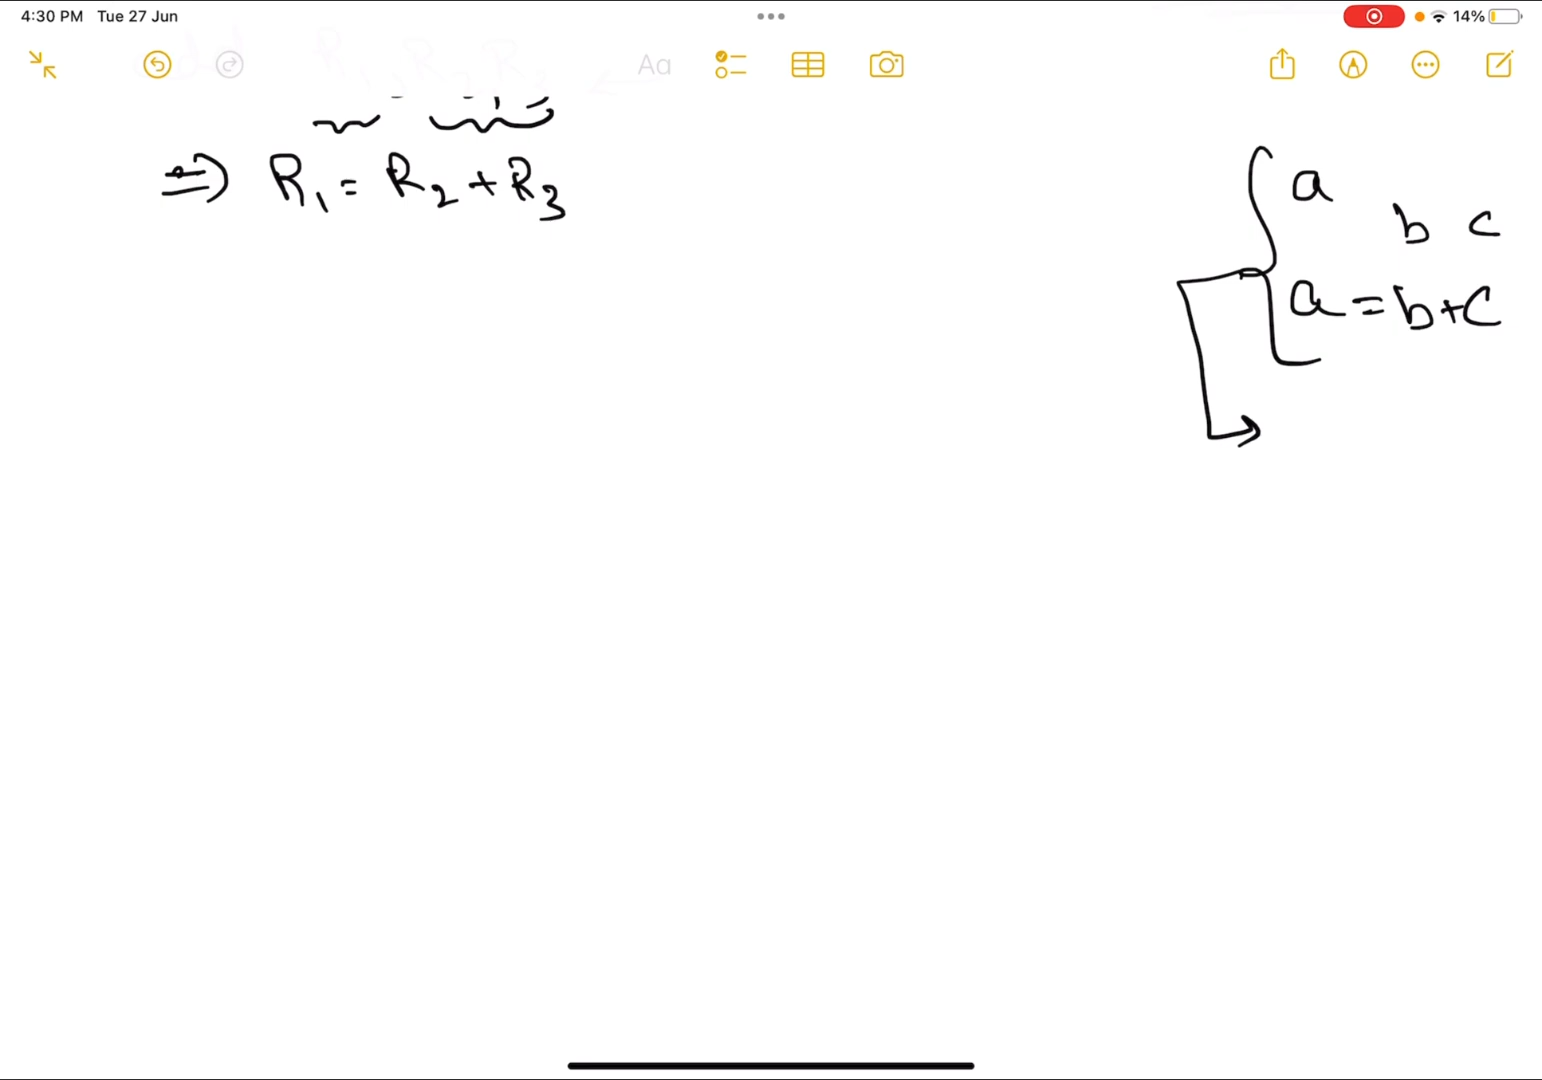 4:30 PM Tue 27 Jun
14%
Aa
⇒ R₁ = R₂ + R₃
a
b c
a = b + c